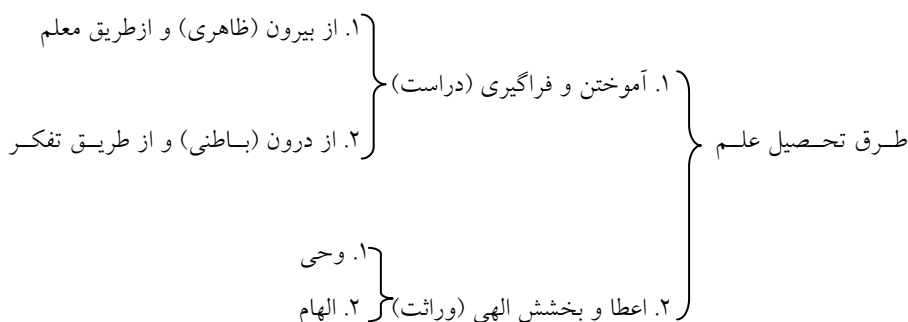 طرق تحصیل علم
۱. آموختن و فراگیری (دراست)
۱. از بیرون (ظاهری) و ازطریق معلم
۲. از درون (باطنی) و از طریق تفکر
۲. اعطا و بخشش الهی (وراثت)
۱. وحی
۲. الهام